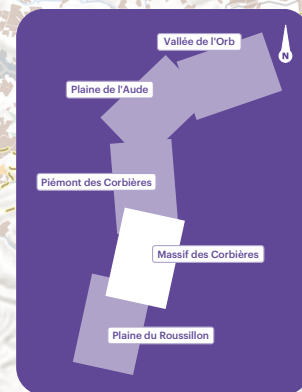 Vallée de l'Orb
N
Plaine de l'Aude
Piémont des Corbières
Massif des Corbières
Plaine du Roussillon